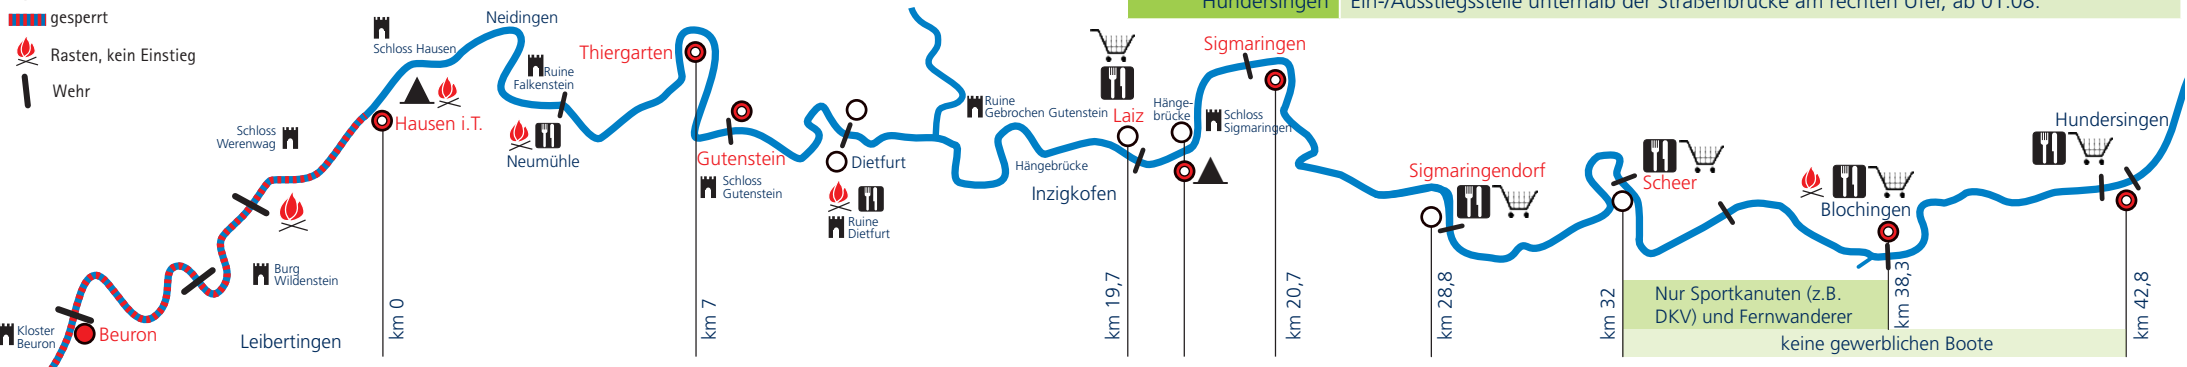 Hundersingen
Ein-/Ausstiegsstelle unterhalb der Straßenbrücke am rechten Ufer, ab 01.08.
gesperrt
Rasten, kein Einstieg
Wehr
Kloster
Beuron
Beuron
Leibertingen
Burg
Wildenstein
Schloss
Werenwag
Schloss Hausen
Hausen i.T.
km 0
Neidingen
Ruine
Falkenstein
Neumühle
Thiergarten
km 7
Gutenstein
Schloss
Gutenstein
Dietfurt
Ruine
Dietfurt
Ruine
Gebrochen Gutenstein
Hängebrücke
Inzigkofen
Laiz
km 19,7
Hänge-
brücke
Schloss
Sigmaringen
Sigmaringen
km 20,7
Sigmaringendorf
km 28,8
Scheer
km 32
Blochingen
km 38,3
Hundersingen
km 42,8
Nur Sportkanuten (z.B.
DKV) und Fernwanderer
keine gewerblichen Boote